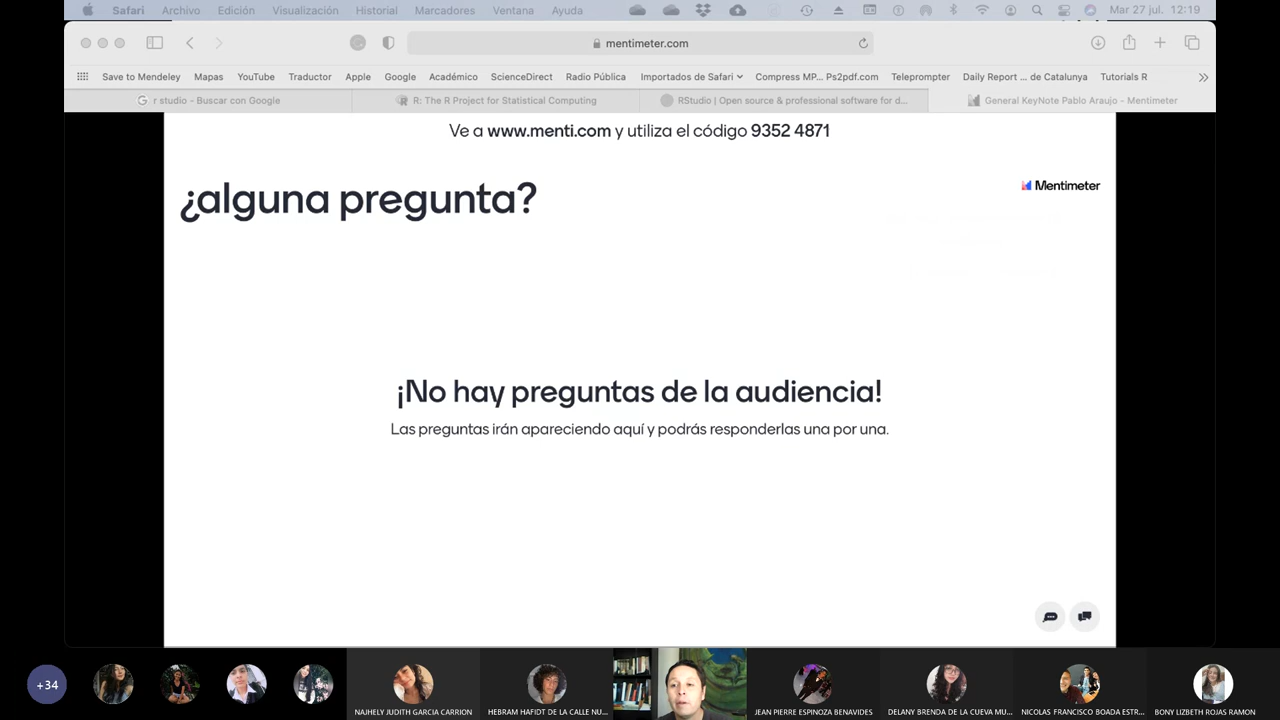 Safari Archivo Edición Visualización Historial Marcadores Ventana Ayuda Mar 27 jul. 12:19
mentimeter.com
Save to Mendeley Mapas YouTube Traductor Apple Google Académico ScienceDirect Radio Pública Importados de Safari Compress MP... Ps2pdf.com Teleprompter Daily Report ... de Catalunya Tutorials R
r studio - Buscar con Google R: The R Project for Statistical Computing RStudio | Open source & professional software for d... General KeyNote Pablo Araujo - Mentimeter
Ve a www.menti.com y utiliza el código 9352 4871
¿alguna pregunta?
Mentimeter
¡No hay preguntas de la audiencia!
Las preguntas irán apareciendo aquí y podrás responderlas una por una.
+34
NAJHELY JUDITH GARCIA CARRION
HEBRAM HAFIDT DE LA CALLE NU...
JEAN PIERRE ESPINOZA BENAVIDES
DELANY BRENDA DE LA CUEVA MU...
NICOLAS FRANCISCO BOADA ESTR...
BONY LIZBETH ROJAS RAMON